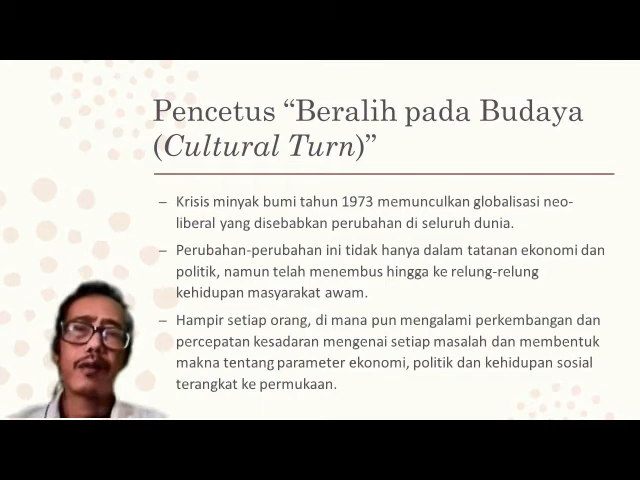 Pencetus “Beralih pada Budaya
(Cultural Turn)”
– Krisis minyak bumi tahun 1973 memunculkan globalisasi neo-
liberal yang disebabkan perubahan di seluruh dunia.
– Perubahan-perubahan ini tidak hanya dalam tatanan ekonomi dan
politik, namun telah menembus hingga ke relung-relung
kehidupan masyarakat awam.
– Hampir setiap orang, di mana pun mengalami perkembangan dan
percepatan kesadaran mengenai setiap masalah dan membentuk
makna tentang parameter ekonomi, politik dan kehidupan sosial
terangkat ke permukaan.